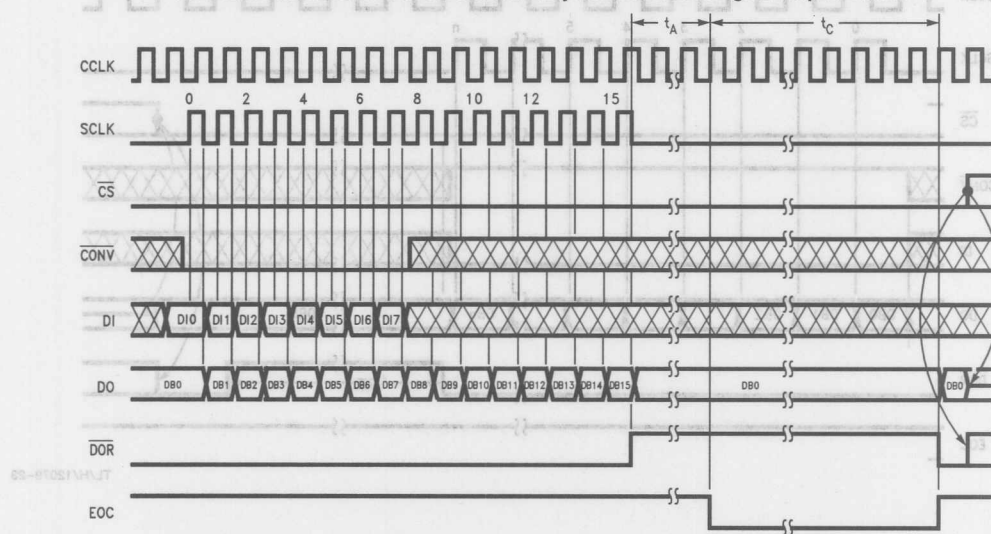 tA tC
CCLK
0 2 4 6 8 10 12 15
SCLK
CS
CONV
DI DI0 DI1 DI2 DI3 DI4 DI5 DI6 DI7
DO DB0 DB1 DB2 DB3 DB4 DB5 DB6 DB7 DB8 DB9 DB10 DB11 DB12 DB13 DB14 DB15 DB0 DB0
DOR
EOC
TL/H/12079-23